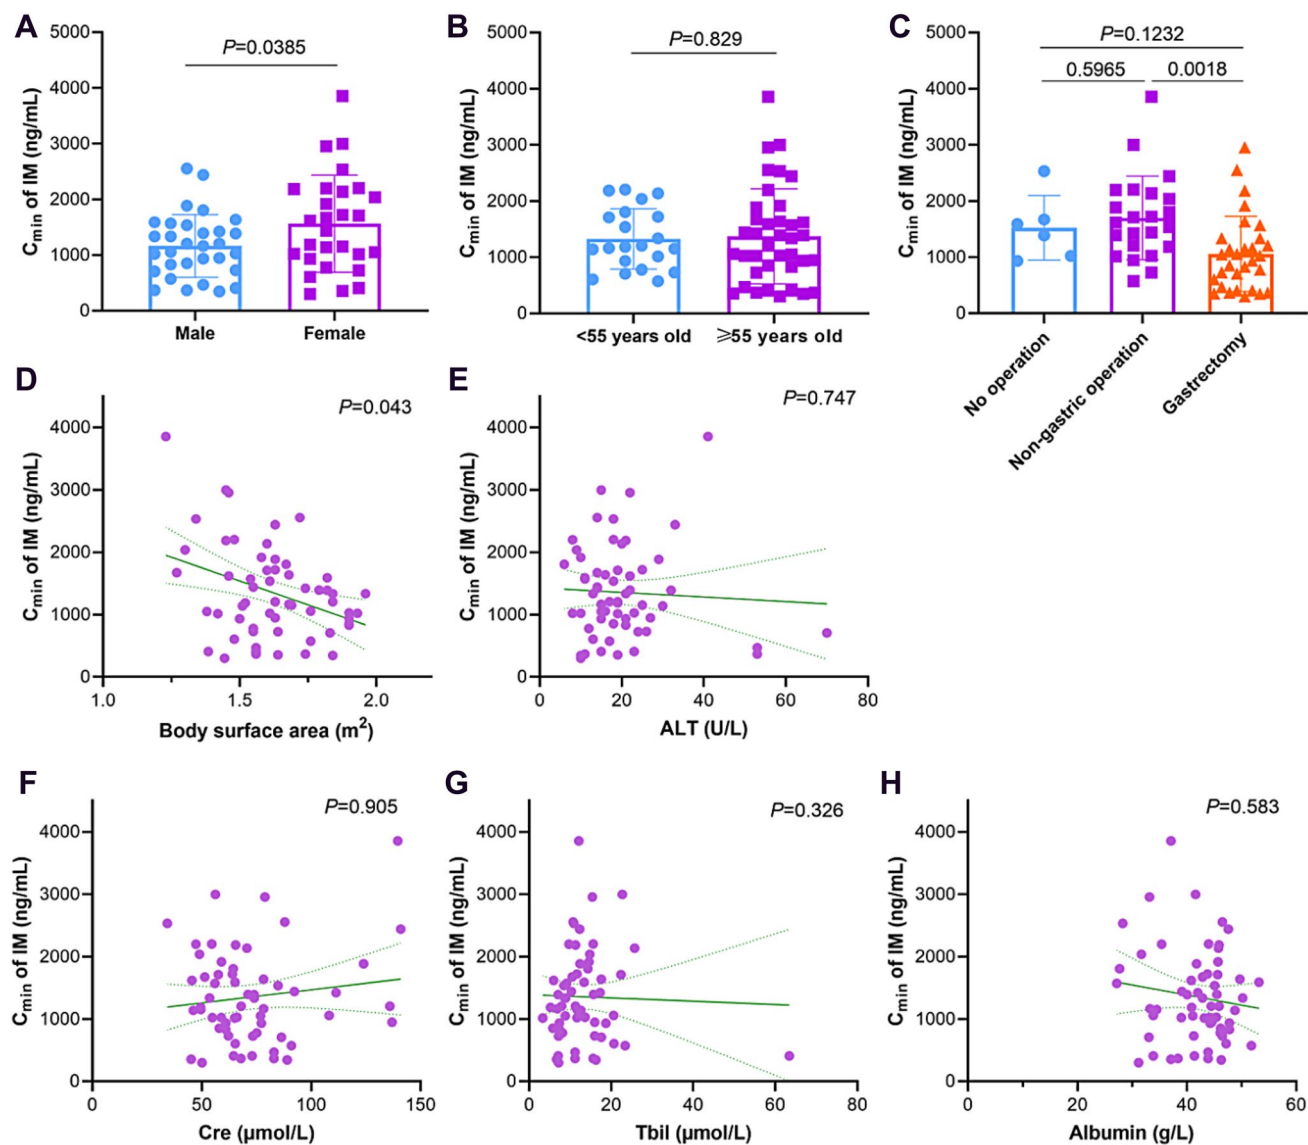 A
P=0.0385
Cmin of IM (ng/mL)
5000
4000
3000
2000
1000
0
Male
Female
B
P=0.829
Cmin of IM (ng/mL)
5000
4000
3000
2000
1000
0
<55 years old
⩾55 years old
C
P=0.1232
0.5965
0.0018
Cmin of IM (ng/mL)
5000
4000
3000
2000
1000
0
No operation
Non-gastric operation
Gastrectomy
D
P=0.043
Cmin of IM (ng/mL)
4000
3000
2000
1000
0
1.0
1.5
2.0
Body surface area (m2)
E
P=0.747
Cmin of IM (ng/mL)
4000
3000
2000
1000
0
0
20
40
60
80
ALT (U/L)
F
P=0.905
Cmin of IM (ng/mL)
4000
3000
2000
1000
0
0
50
100
150
Cre (µmol/L)
G
P=0.326
Cmin of IM (ng/mL)
4000
3000
2000
1000
0
0
20
40
60
80
Tbil (µmol/L)
H
P=0.583
Cmin of IM (ng/mL)
4000
3000
2000
1000
0
0
20
40
60
Albumin (g/L)